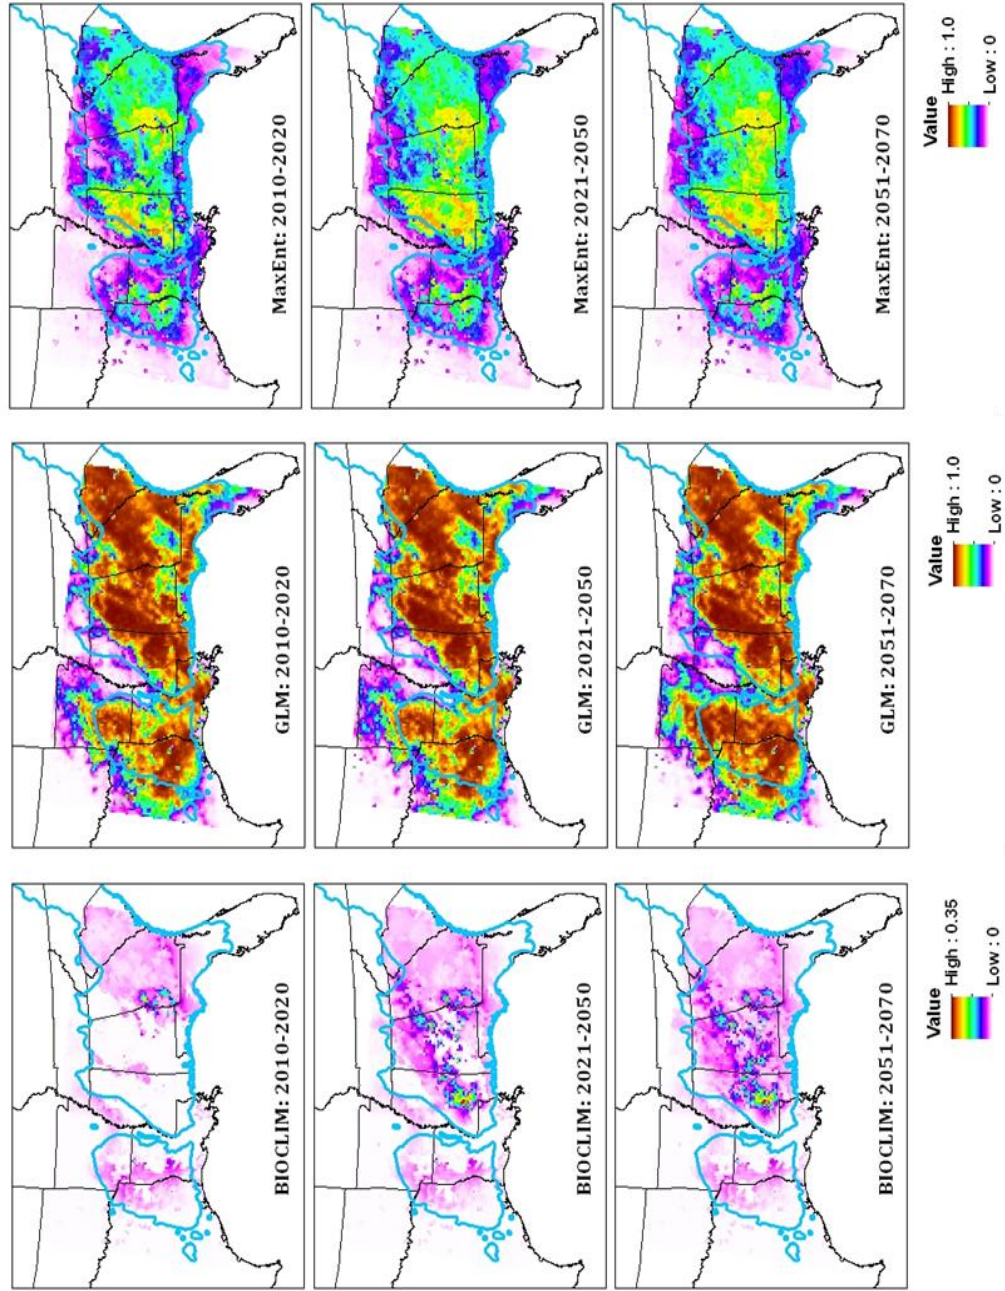 BIOCLIM: 2010-2020
BIOCLIM: 2021-2050
BIOCLIM: 2051-2070
Value
High : 0.35
Low : 0
GLM: 2010-2020
GLM: 2021-2050
GLM: 2051-2070
Value
High : 1.0
Low : 0
MaxEnt: 2010-2020
MaxEnt: 2021-2050
MaxEnt: 2051-2070
Value
High : 1.0
Low : 0